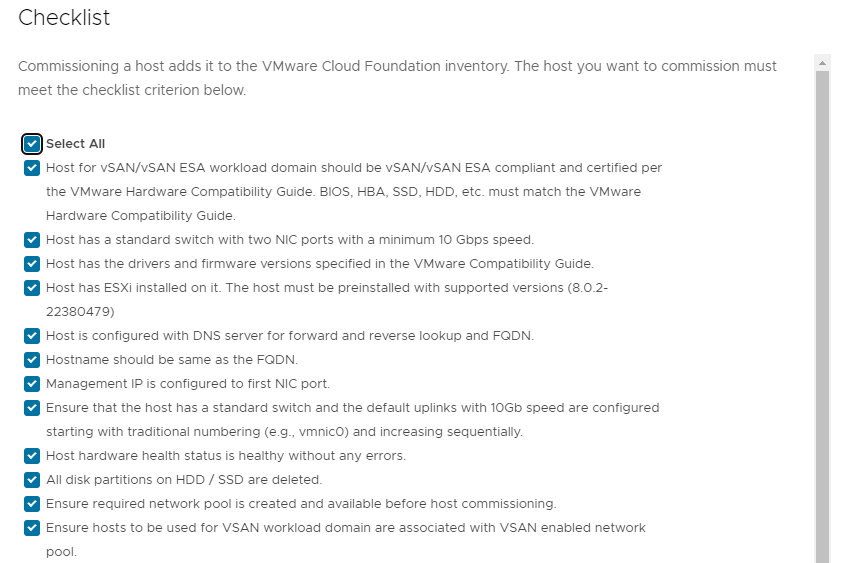 Checklist
Commissioning a host adds it to the VMware Cloud Foundation inventory. The host you want to commission must
meet the checklist criterion below.
Select All
Host for vSAN/vSAN ESA workload domain should be vSAN/vSAN ESA compliant and certified per
the VMware Hardware Compatibility Guide. BIOS, HBA, SSD, HDD, etc. must match the VMware
Hardware Compatibility Guide.
Host has a standard switch with two NIC ports with a minimum 10 Gbps speed.
Host has the drivers and firmware versions specified in the VMware Compatibility Guide.
Host has ESXi installed on it. The host must be preinstalled with supported versions (8.0.2-
22380479)
Host is configured with DNS server for forward and reverse lookup and FQDN.
Hostname should be same as the FQDN.
Management IP is configured to first NIC port.
Ensure that the host has a standard switch and the default uplinks with 10Gb speed are configured
starting with traditional numbering (e.g., vmnic0) and increasing sequentially.
Host hardware health status is healthy without any errors.
All disk partitions on HDD / SSD are deleted.
Ensure required network pool is created and available before host commissioning.
Ensure hosts to be used for VSAN workload domain are associated with VSAN enabled network
pool.